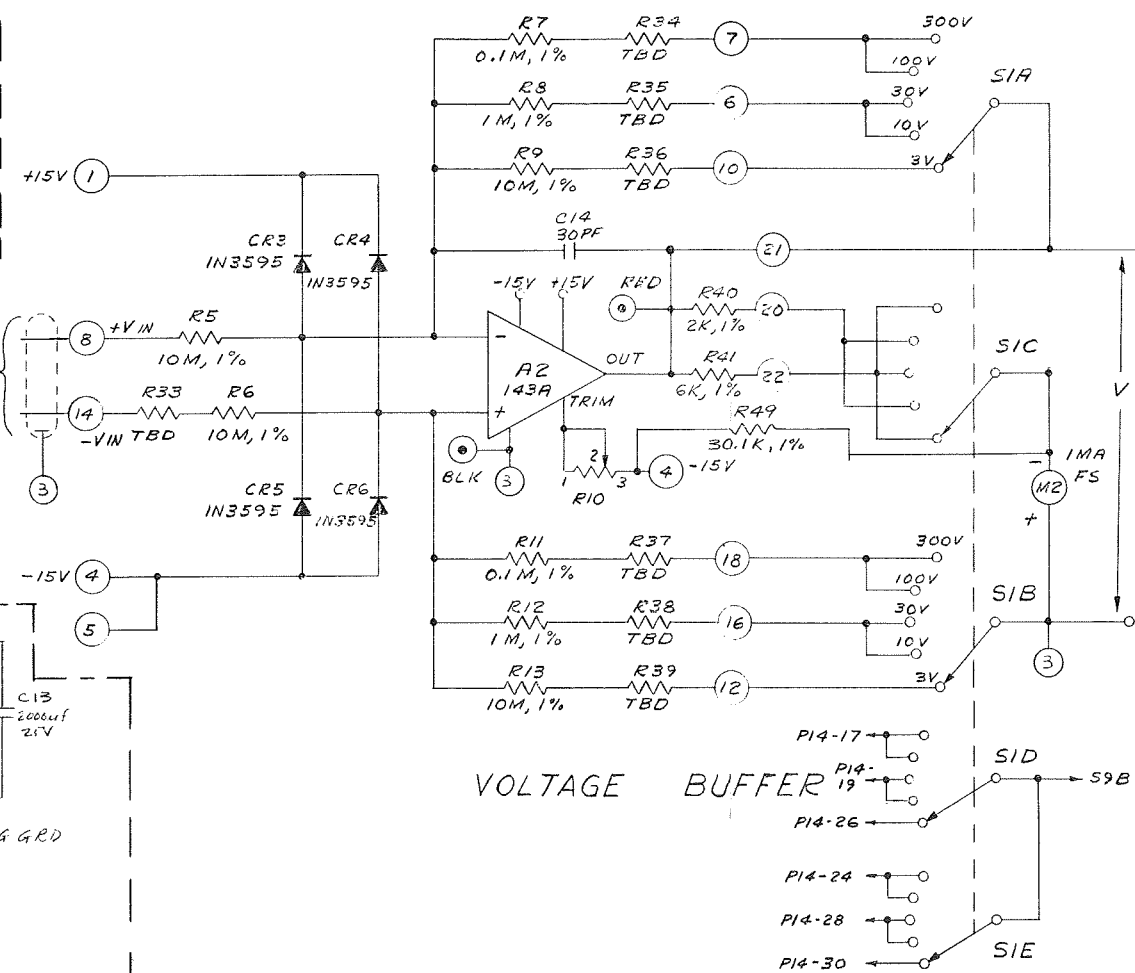 R7
R34
7
300V
0.1M, 1%
TBD
100V
S1A
R8
R35
6
30V
1M, 1%
TBD
10V
R9
R36
10
3V
10M, 1%
TBD
+15V
1
C14
30PF
21
CR3
1N3595
CR4
1N3595
-15V
+15V
RED
R40
20
2K, 1%
S1C
8
+VIN
R5
10M, 1%
-
A2
143A
OUT
R41
22
6K, 1%
V
+
TRIM
R33
R6
14
-VIN
TBD
10M, 1%
R49
30.1K, 1%
3
BLK
3
1
2
3
R10
4
-15V
-
1MA
FS
M2
+
CR5
1N3595
CR6
1N3595
R11
R37
18
300V
0.1M, 1%
TBD
100V
-15V
4
S1B
R12
R38
16
30V
1M, 1%
TBD
10V
5
3
R13
R39
12
3V
10M, 1%
TBD
C13
2000uf
25V
P14-17
S1D
VOLTAGE BUFFER
P14-
19
S9B
P14-26
G GRD
P14-24
P14-28
S1E
P14-30